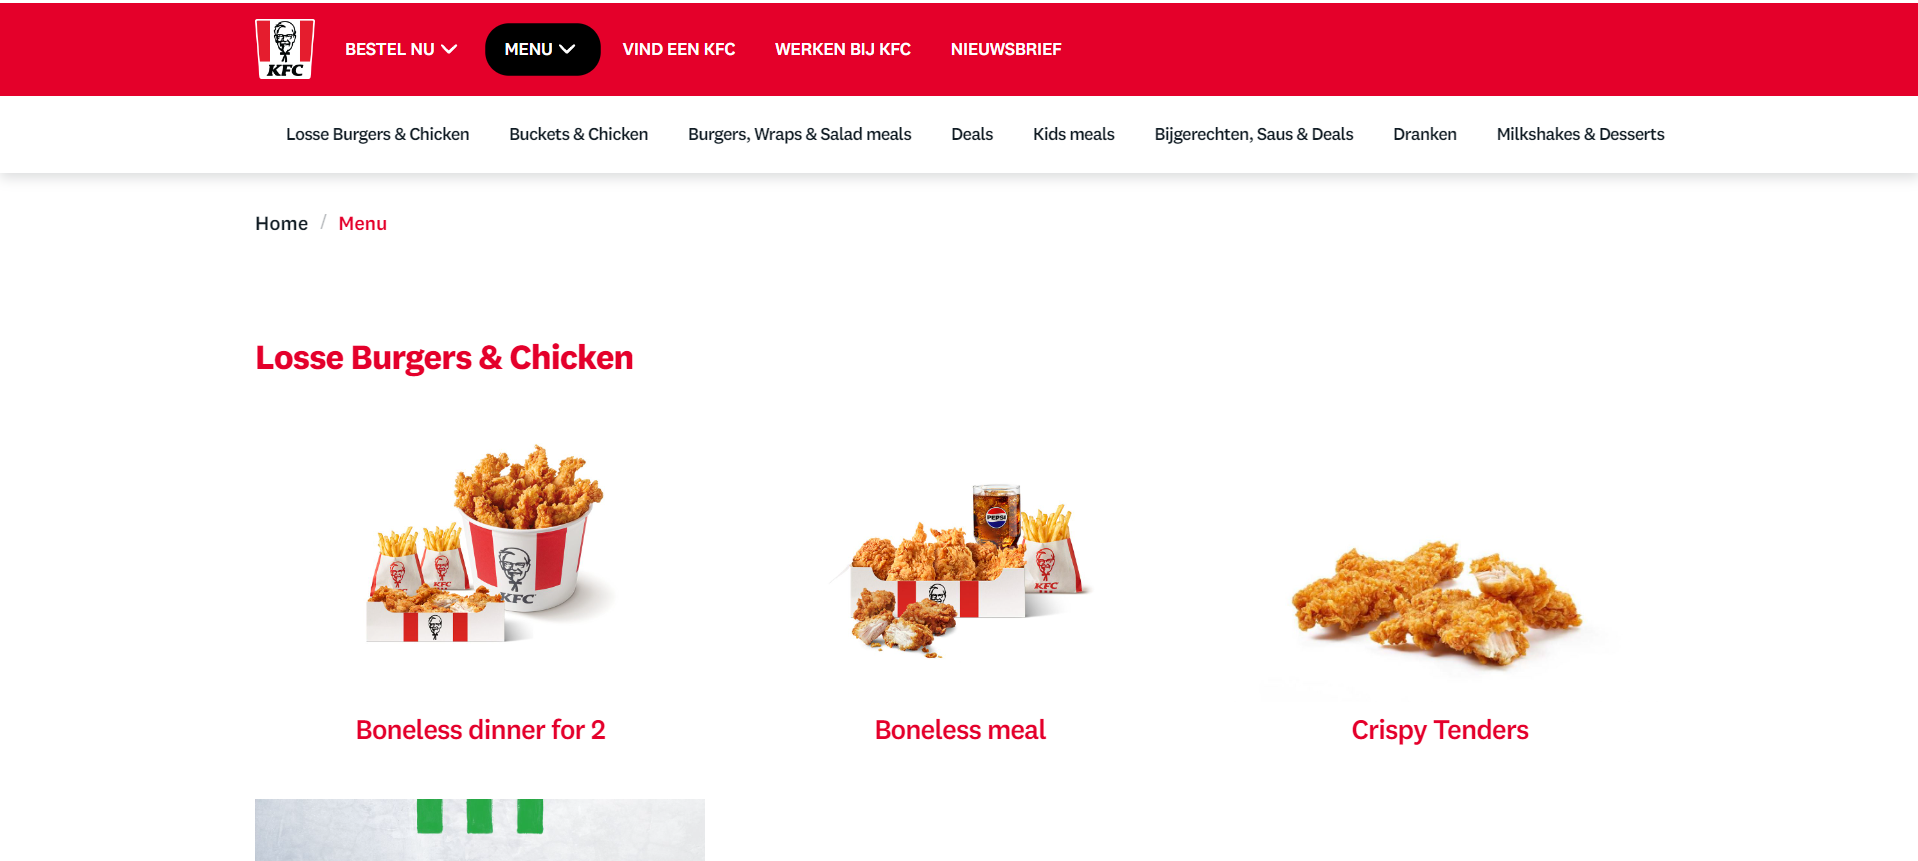 KFC
BESTEL NU
MENU
VIND EEN KFC
WERKEN BIJ KFC
NIEUWSBRIEF
Losse Burgers & Chicken
Buckets & Chicken
Burgers, Wraps & Salad meals
Deals
Kids meals
Bijgerechten, Saus & Deals
Dranken
Milkshakes & Desserts
Home / Menu
Losse Burgers & Chicken
KFC
KFC
PEPSI
KFC
Boneless dinner for 2
Boneless meal
Crispy Tenders